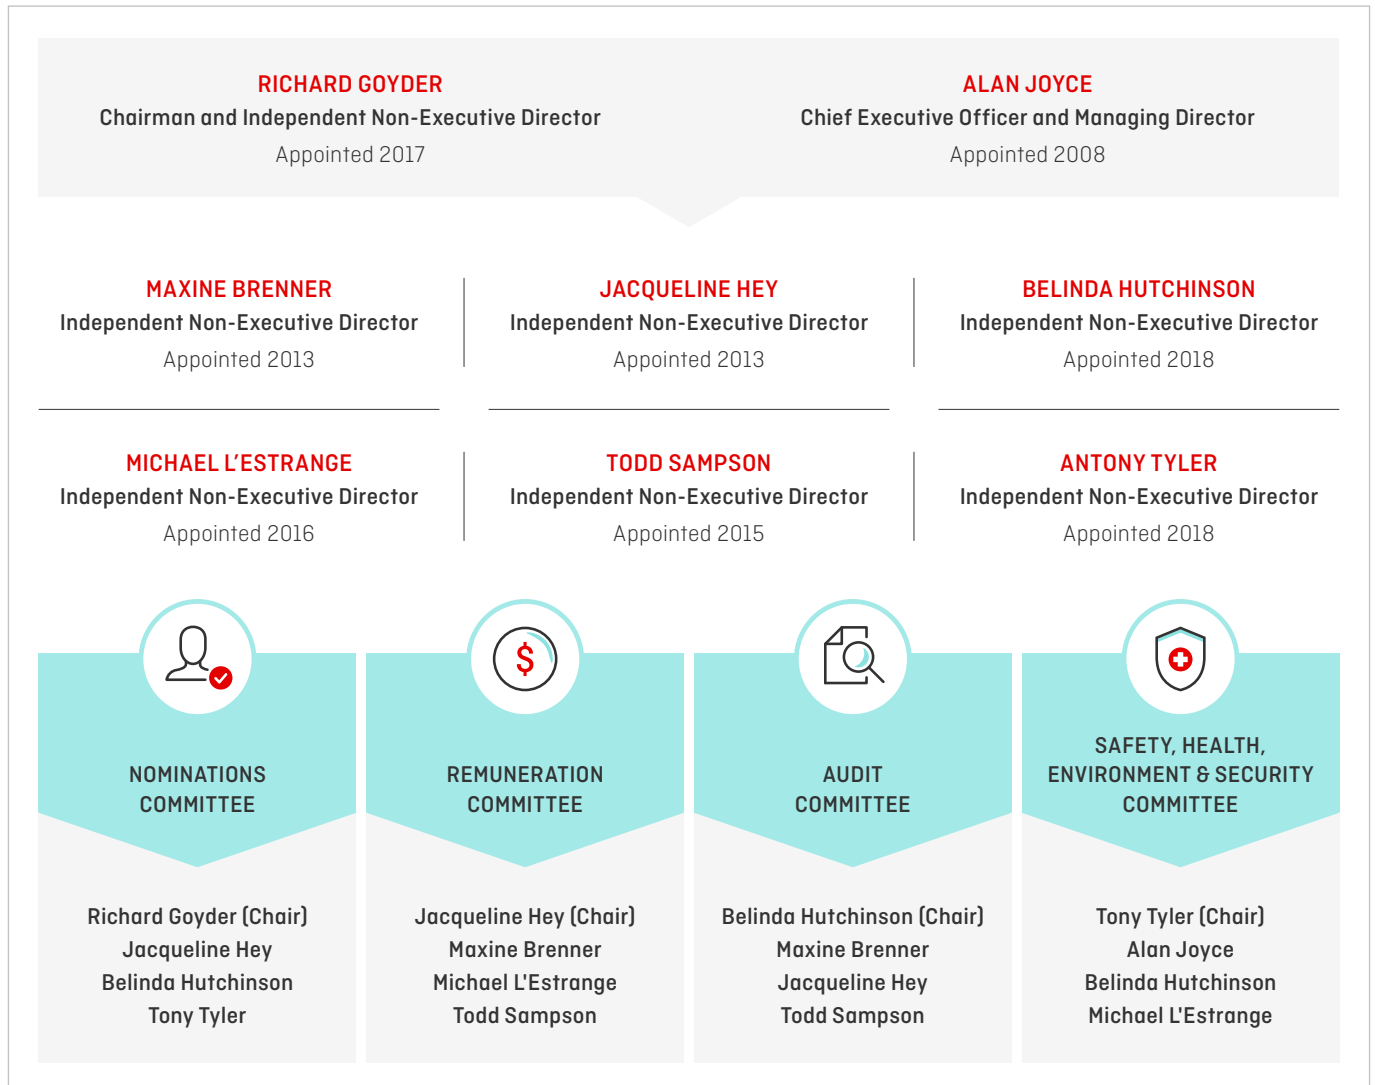 RICHARD GOYDER
Chairman and Independent Non-Executive Director
Appointed 2017
ALAN JOYCE
Chief Executive Officer and Managing Director
Appointed 2008
MAXINE BRENNER
Independent Non-Executive Director
Appointed 2013
JACQUELINE HEY
Independent Non-Executive Director
Appointed 2013
BELINDA HUTCHINSON
Independent Non-Executive Director
Appointed 2018
MICHAEL L’ESTRANGE
Independent Non-Executive Director
Appointed 2016
TODD SAMPSON
Independent Non-Executive Director
Appointed 2015
ANTONY TYLER
Independent Non-Executive Director
Appointed 2018
NOMINATIONS
COMMITTEE
Richard Goyder (Chair)
Jacqueline Hey
Belinda Hutchinson
Tony Tyler
$
REMUNERATION
COMMITTEE
Jacqueline Hey (Chair)
Maxine Brenner
Michael L'Estrange
Todd Sampson
AUDIT
COMMITTEE
Belinda Hutchinson (Chair)
Maxine Brenner
Jacqueline Hey
Todd Sampson
SAFETY, HEALTH,
ENVIRONMENT & SECURITY
COMMITTEE
Tony Tyler (Chair)
Alan Joyce
Belinda Hutchinson
Michael L'Estrange